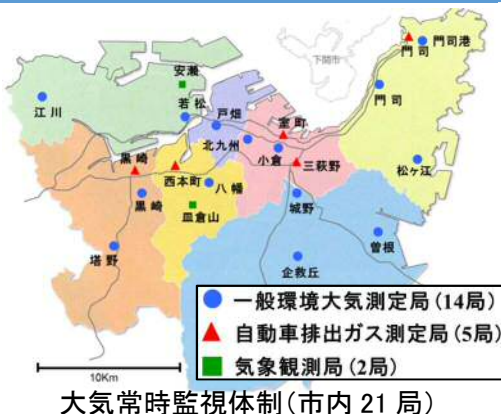 門司
門司港
下関市
安瀬
江川
若松
戸畑
室町
門司
北九州
小倉
三萩野
松ヶ江
黒崎
西本町
八幡
黒崎
皿倉山
城野
曽根
塔野
企救丘
● 一般環境大気測定局(14局)
▲ 自動車排出ガス測定局(5局)
■ 気象観測局(2局)
10Km
大気常時監視体制(市内 21 局)